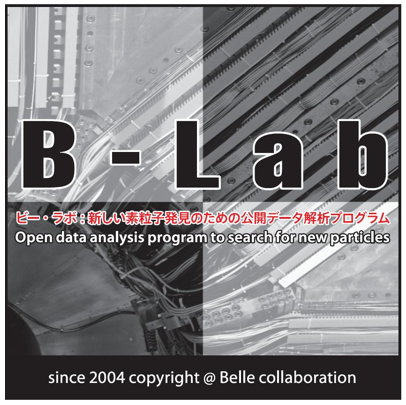 B-Lab
ビー・ラボ：新しい素粒子発見のための公開データ解析プログラム
Open data analysis program to search for new particles
since 2004 copyright @ Belle collaboration